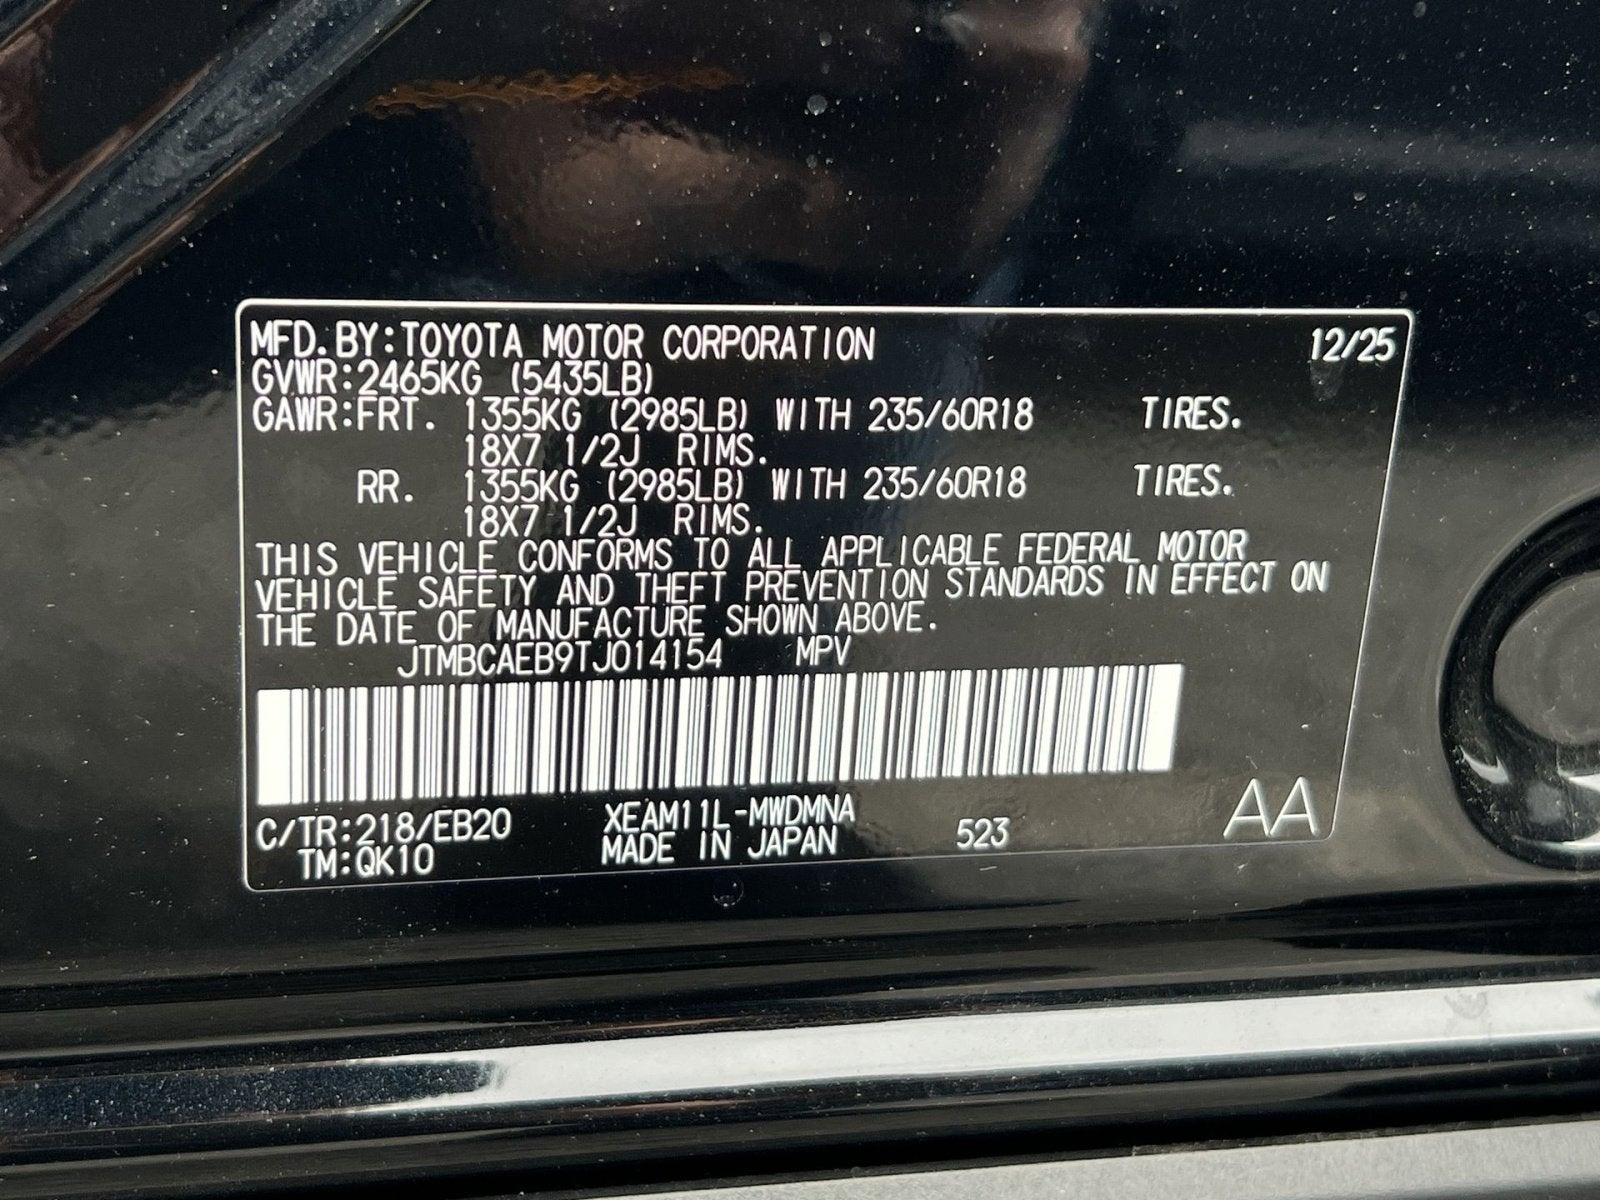 MFD. BY: TOYOTA MOTOR CORPORATION 12/25
GVWR: 2465KG (5435LB)
GAWR: FRT. 1355KG (2985LB) WITH 235/60R18 TIRES.
18X7 1/2J RIMS.
RR. 1355KG (2985LB) WITH 235/60R18 TIRES.
18X7 1/2J RIMS.
THIS VEHICLE CONFORMS TO ALL APPLICABLE FEDERAL MOTOR
VEHICLE SAFETY AND THEFT PREVENTION STANDARDS IN EFFECT ON
THE DATE OF MANUFACTURE SHOWN ABOVE.
JTMBCAEB9TJ014154 MPV
C/TR: 218/EB20 XEAM11L-MWDMNA 523 AA
TM: QK10 MADE IN JAPAN